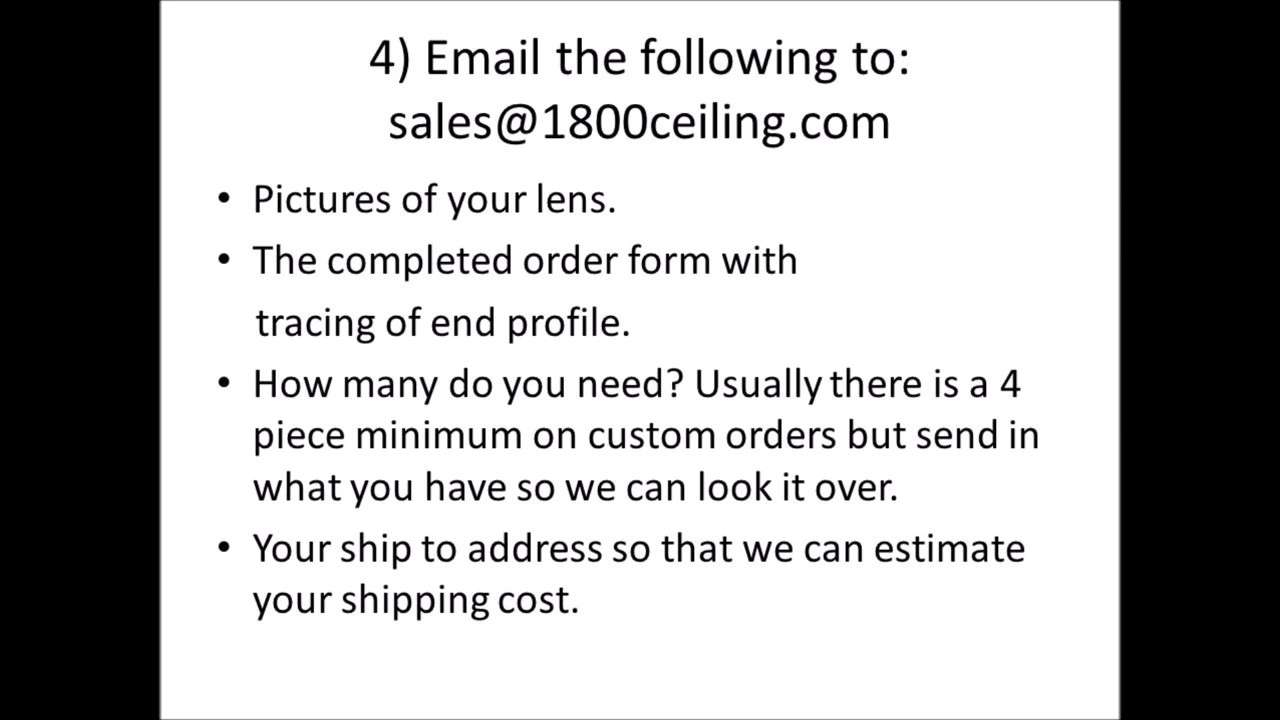 4) Email the following to:
sales@1800ceiling.com
• Pictures of your lens.
• The completed order form with
tracing of end profile.
• How many do you need? Usually there is a 4
piece minimum on custom orders but send in
what you have so we can look it over.
• Your ship to address so that we can estimate
your shipping cost.